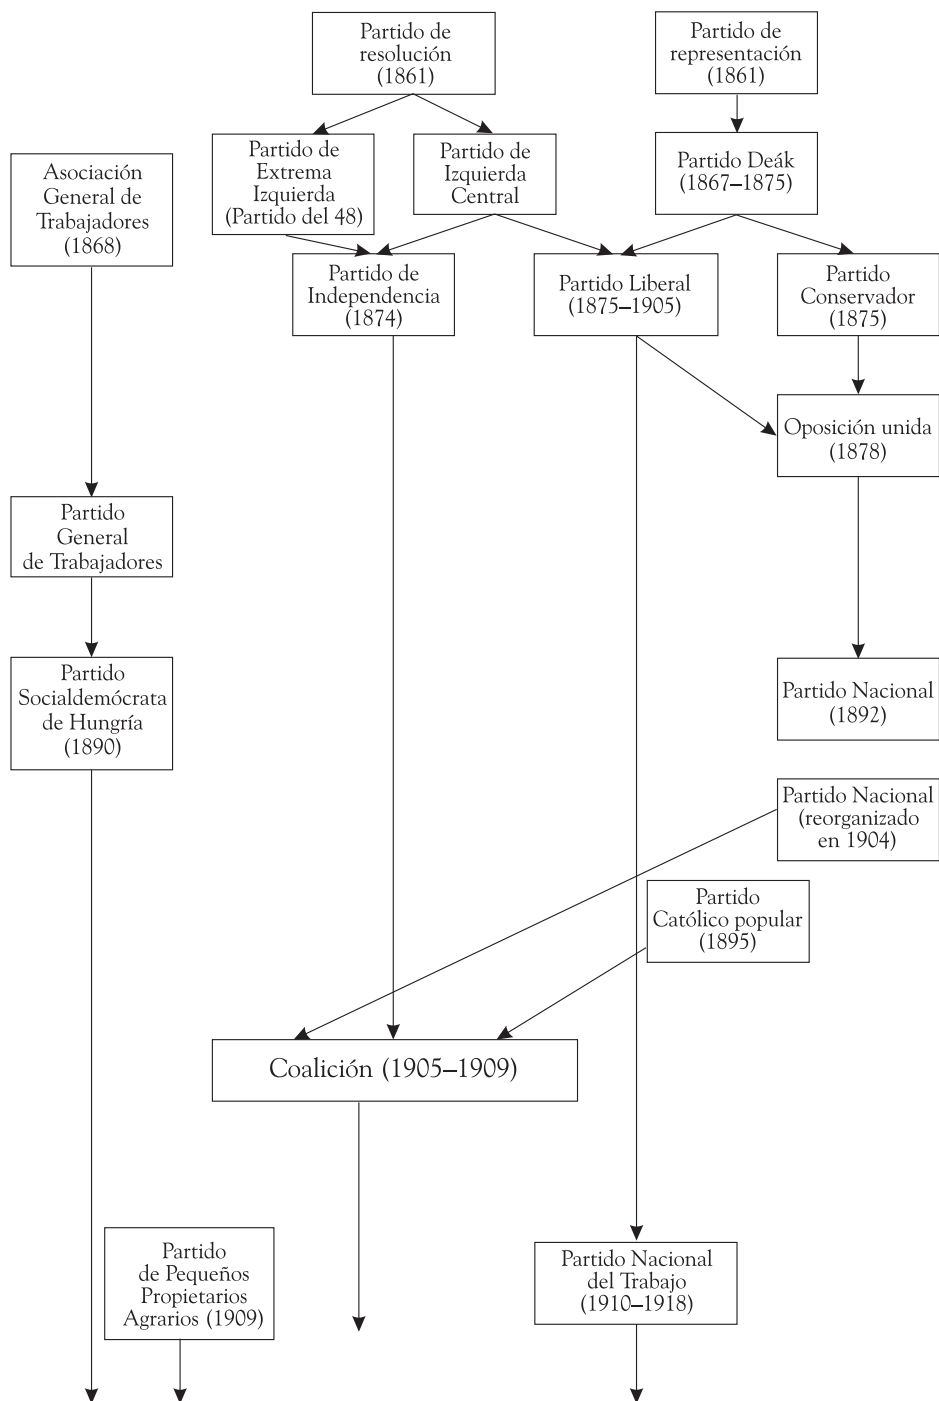 Partido de
resolución
(1861)
Partido de
representación
(1861)
Asociación
General de
Trabajadores
(1868)
Partido de
Extrema
Izquierda
(Partido del 48)
Partido de
Izquierda
Central
Partido Deák
(1867–1875)
Partido de
Independencia
(1874)
Partido Liberal
(1875–1905)
Partido
Conservador
(1875)
Oposición unida
(1878)
Partido
General
de Trabajadores
Partido
Socialdemócrata
de Hungría
(1890)
Partido Nacional
(1892)
Partido Nacional
(reorganizado
en 1904)
Partido
Católico popular
(1895)
Coalición (1905–1909)
Partido
de Pequeños
Propietarios
Agrarios (1909)
Partido Nacional
del Trabajo
(1910–1918)